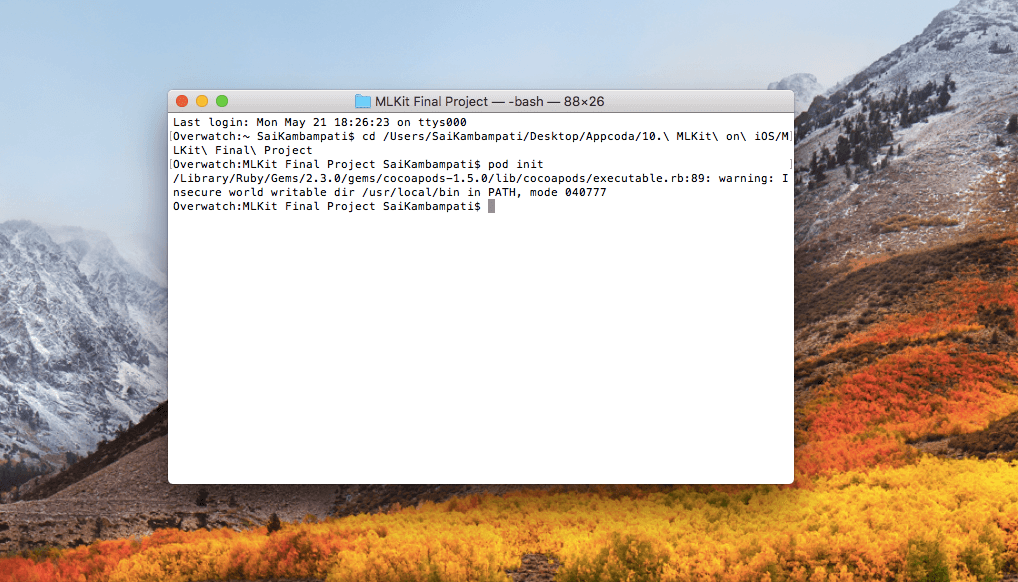 MLKit Final Project — -bash — 88×26
Last login: Mon May 21 18:26:23 on ttys000
[Overwatch:~ SaiKambampati$ cd /Users/SaiKambampati/Desktop/Appcoda/10.\ MLKit\ on\ iOS/M]
LKit\ Final\ Project
[Overwatch:MLKit Final Project SaiKambampati$ pod init ]
/Library/Ruby/Gems/2.3.0/gems/cocoapods-1.5.0/lib/cocoapods/executable.rb:89: warning: I
nsecure world writable dir /usr/local/bin in PATH, mode 040777
Overwatch:MLKit Final Project SaiKambampati$